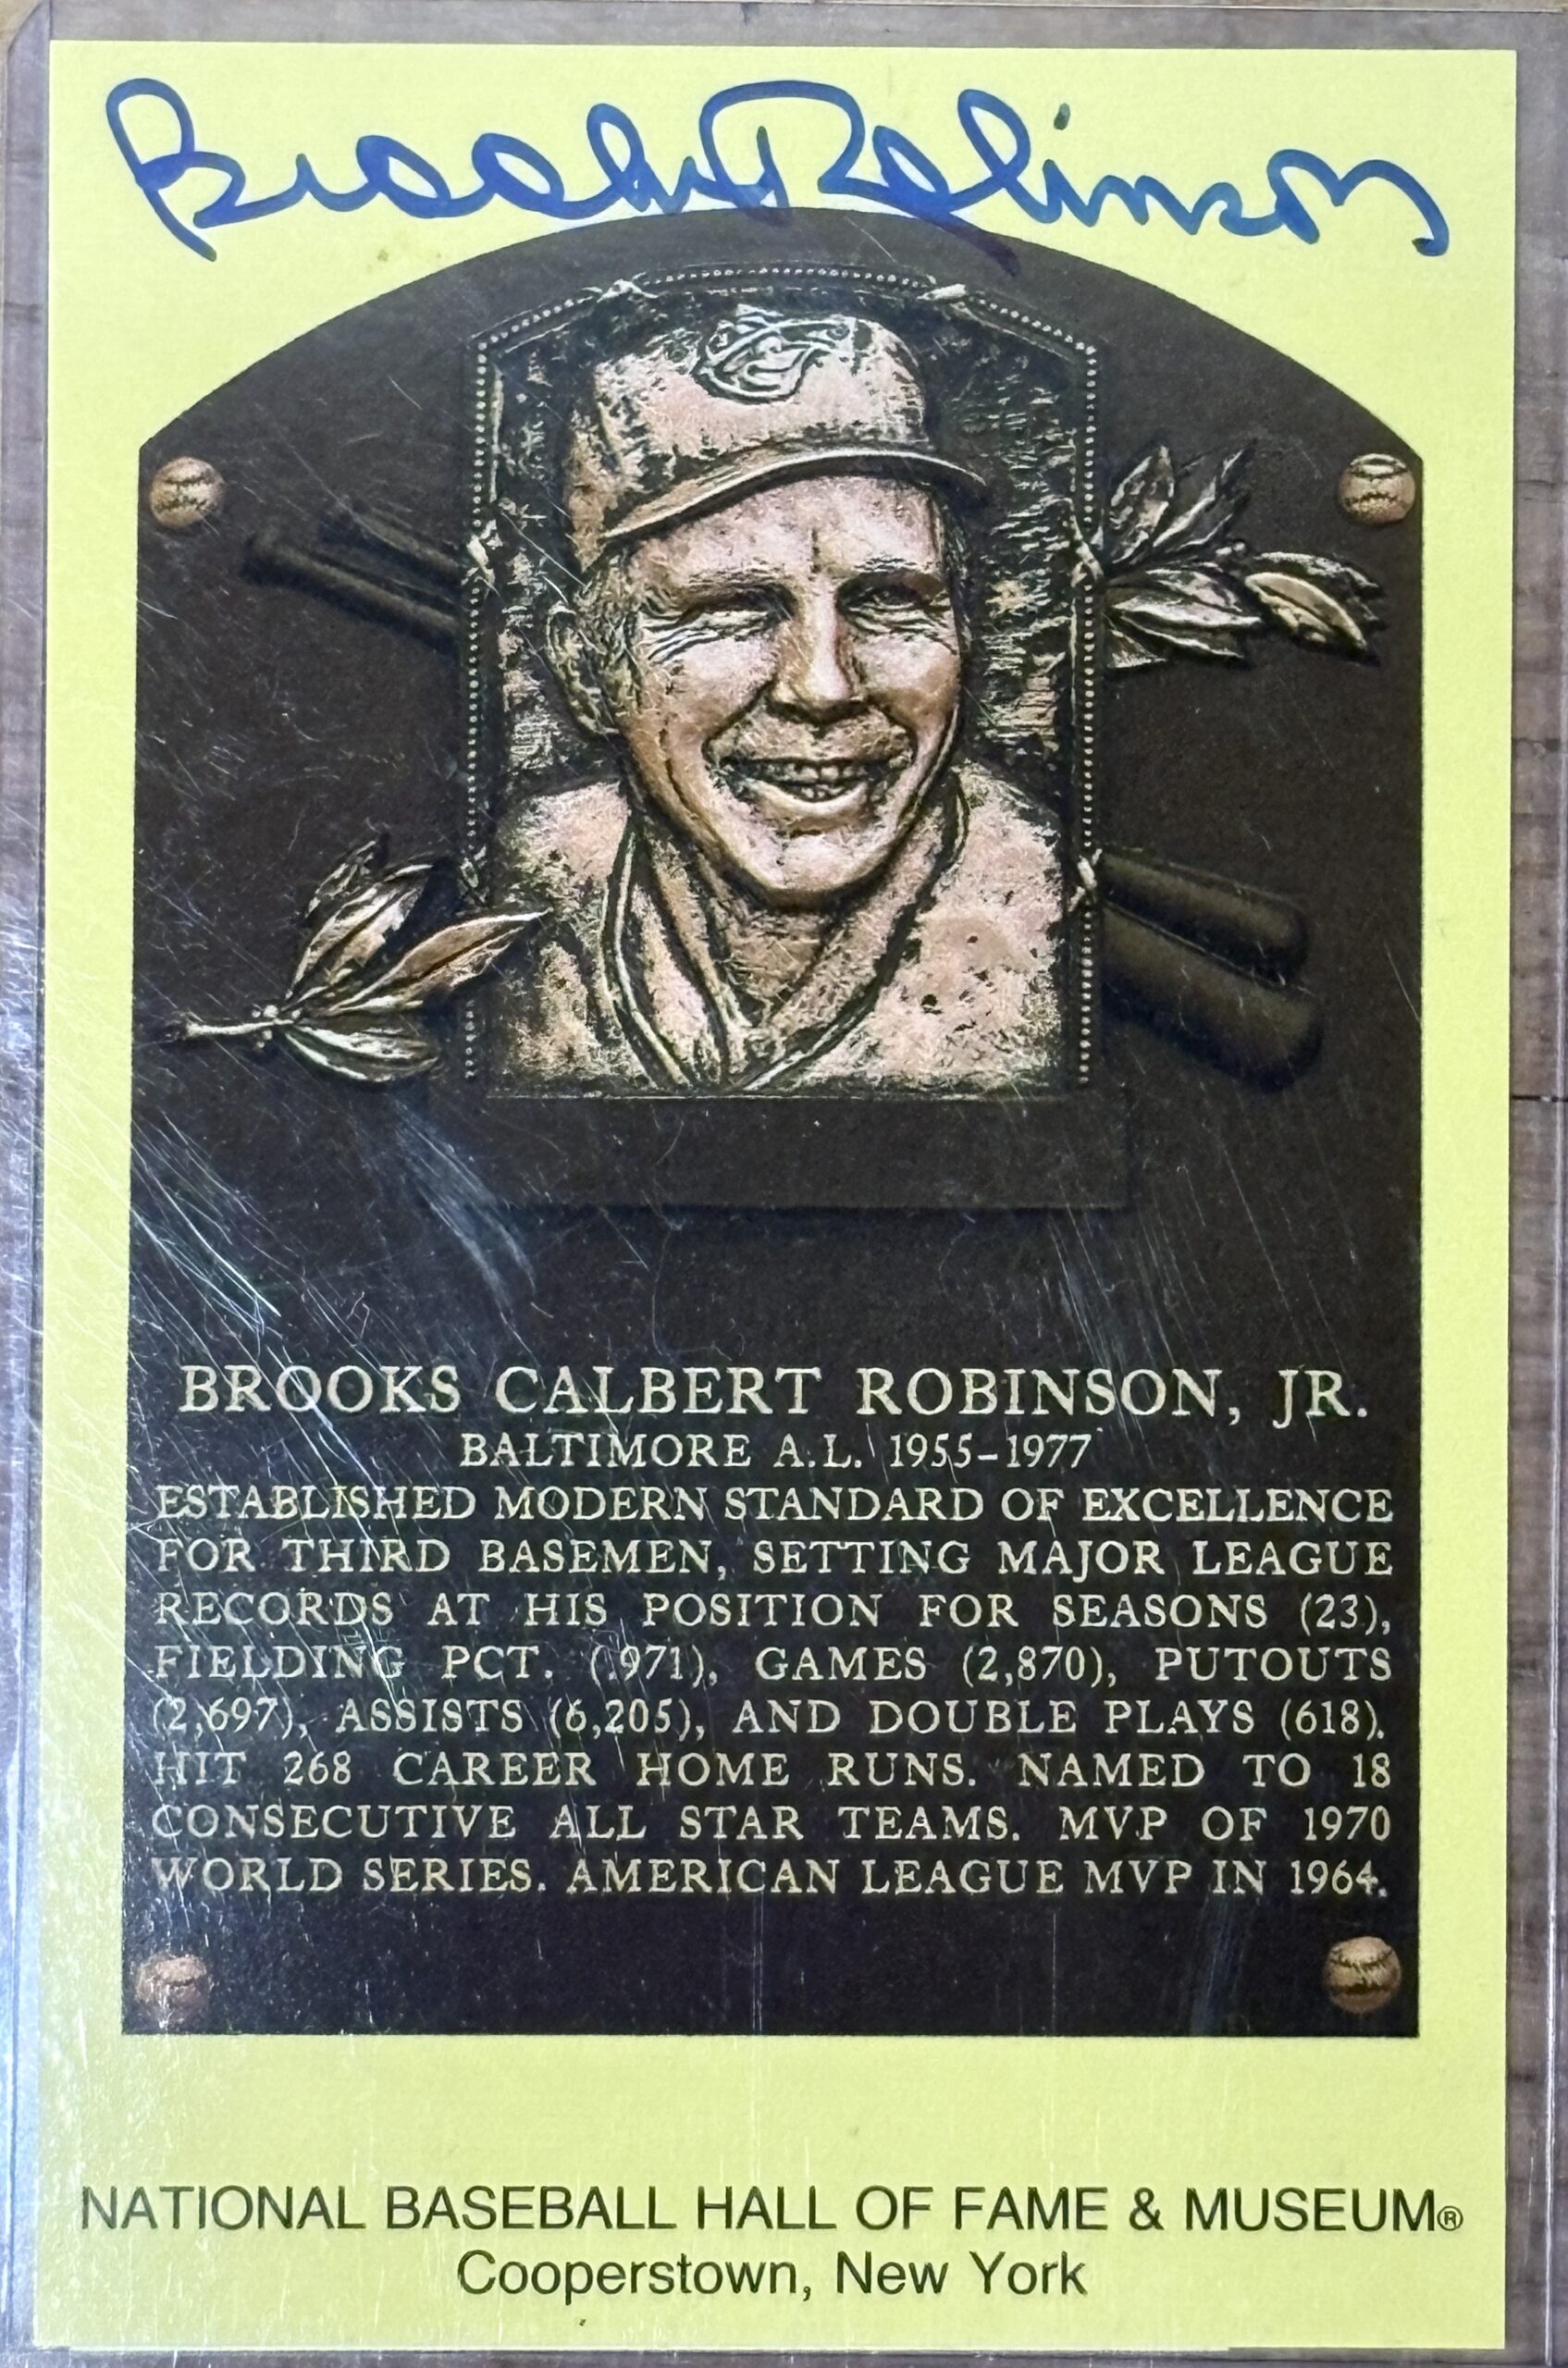 Brooks Robinson
BROOKS CALBERT ROBINSON, JR.
BALTIMORE A.L. 1955-1977
ESTABLISHED MODERN STANDARD OF EXCELLENCE
FOR THIRD BASEMEN, SETTING MAJOR LEAGUE
RECORDS AT HIS POSITION FOR SEASONS (23),
FIELDING PCT. (.971), GAMES (2,870), PUTOUTS
(2,697), ASSISTS (6,205), AND DOUBLE PLAYS (618).
HIT 268 CAREER HOME RUNS. NAMED TO 18
CONSECUTIVE ALL STAR TEAMS. MVP OF 1970
WORLD SERIES. AMERICAN LEAGUE MVP IN 1964.
NATIONAL BASEBALL HALL OF FAME & MUSEUM®
Cooperstown, New York